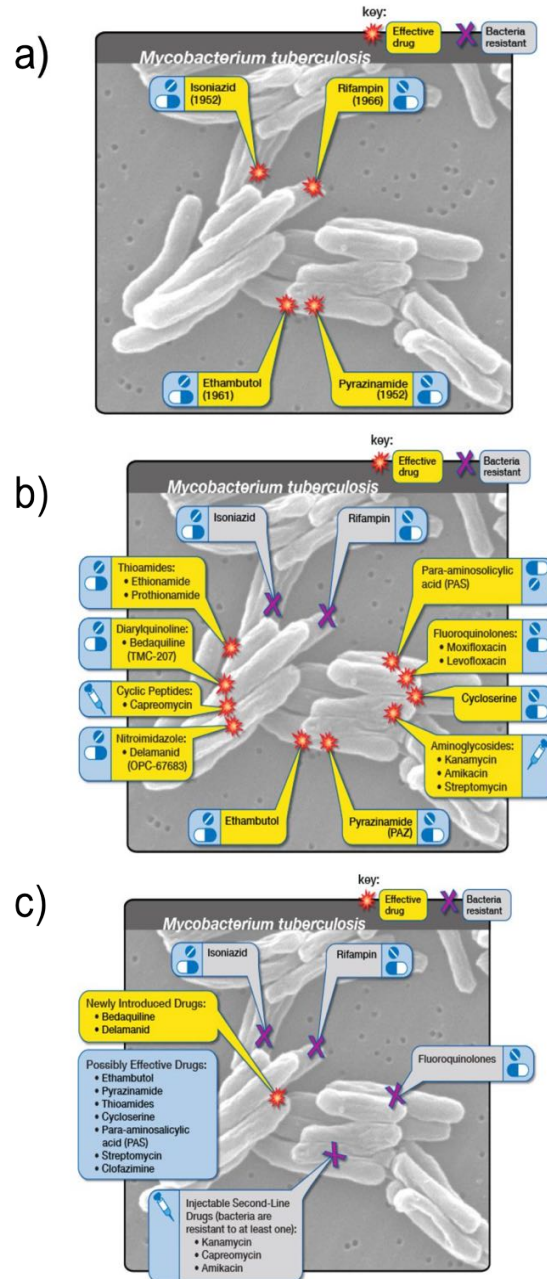 a)
key:
Effective
drug
Bacteria
resistant
Mycobacterium tuberculosis
Isoniazid
(1952)
Rifampin
(1966)
Ethambutol
(1961)
Pyrazinamide
(1952)
b)
key:
Effective
drug
Bacteria
resistant
Mycobacterium tuberculosis
Isoniazid
Rifampin
Thioamides:
• Ethionamide
• Prothionamide
Diarylquinoline:
• Bedaquiline
(TMC-207)
Cyclic Peptides:
• Capreomycin
Nitroimidazole:
• Delamanid
(OPC-67683)
Para-aminosolicylic
acid (PAS)
Fluoroquinolones:
• Moxifloxacin
• Levofloxacin
Cycloserine
Aminoglycosides:
• Kanamycin
• Amikacin
• Streptomycin
Ethambutol
Pyrazinamide
(PAZ)
c)
key:
Effective
drug
Bacteria
resistant
Mycobacterium tuberculosis
Isoniazid
Rifampin
Newly Introduced Drugs:
• Bedaquiline
• Delamanid
Possibly Effective Drugs:
• Ethambutol
• Pyrazinamide
• Thioamides
• Cycloserine
• Para-aminosalicylic
acid (PAS)
• Streptomycin
• Clofazimine
Fluoroquinolones
Injectable Second-Line
Drugs (bacteria are
resistant to at least one):
• Kanamycin
• Capreomycin
• Amikacin